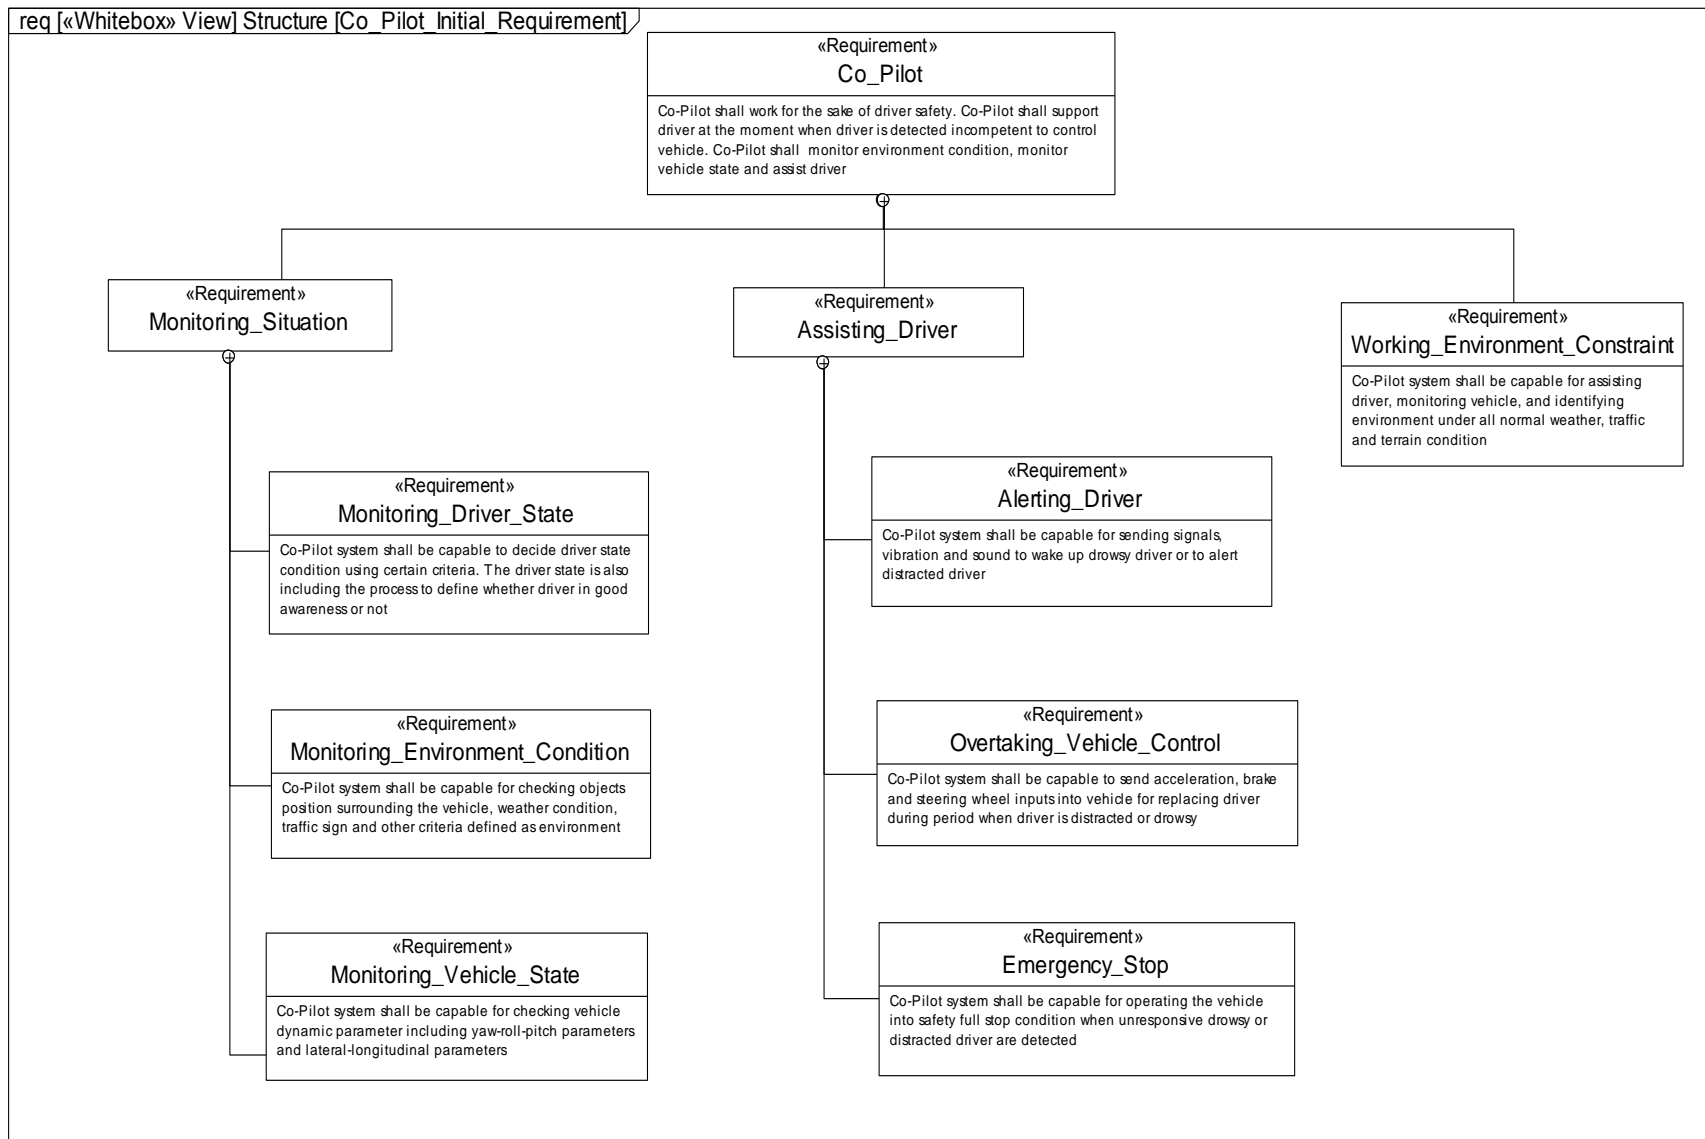 req [«Whitebox» View] Structure [Co_Pilot_Initial_Requirement]
«Requirement»
Co_Pilot
Co-Pilot shall work for the sake of driver safety. Co-Pilot shall support
driver at the moment when driver is detected incompetent to control
vehicle. Co-Pilot shall monitor environment condition, monitor
vehicle state and assist driver
«Requirement»
Monitoring_Situation
«Requirement»
Assisting_Driver
«Requirement»
Working_Environment_Constraint
Co-Pilot system shall be capable for assisting
driver, monitoring vehicle, and identifying
environment under all normal weather, traffic
and terrain condition
«Requirement»
Monitoring_Driver_State
Co-Pilot system shall be capable to decide driver state
condition using certain criteria. The driver state is also
including the process to define whether driver in good
awareness or not
«Requirement»
Alerting_Driver
Co-Pilot system shall be capable for sending signals,
vibration and sound to wake up drowsy driver or to alert
distracted driver
«Requirement»
Monitoring_Environment_Condition
Co-Pilot system shall be capable for checking objects
position surrounding the vehicle, weather condition,
traffic sign and other criteria defined as environment
«Requirement»
Overtaking_Vehicle_Control
Co-Pilot system shall be capable to send acceleration, brake
and steering wheel inputs into vehicle for replacing driver
during period when driver is distracted or drowsy
«Requirement»
Monitoring_Vehicle_State
Co-Pilot system shall be capable for checking vehicle
dynamic parameter including yaw-roll-pitch parameters
and lateral-longitudinal parameters
«Requirement»
Emergency_Stop
Co-Pilot system shall be capable for operating the vehicle
into safety full stop condition when unresponsive drowsy or
distracted driver are detected